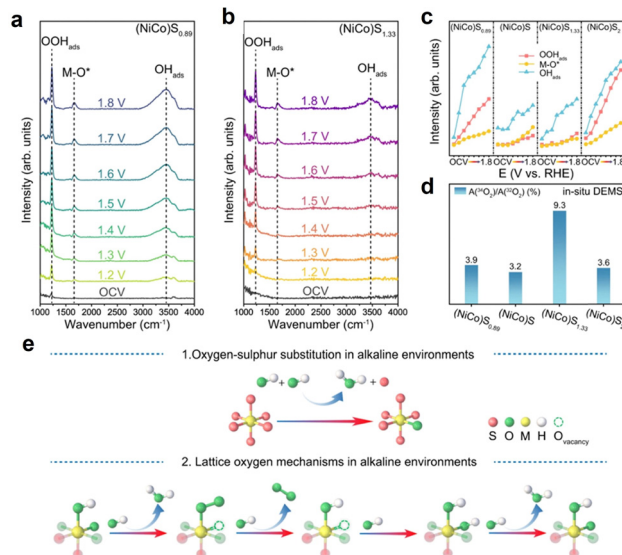 a
(NiCo)S0.89
OOHads
M-O*
OHads
1.8 V
1.7 V
1.6 V
1.5 V
1.4 V
1.3 V
1.2 V
OCV
Intensity (arb. units)
1000 1500 2000 2500 3000 3500 4000
Wavenumber (cm-1)
b
(NiCo)S1.33
OOHads
M-O*
OHads
1.8 V
1.7 V
1.6 V
1.5 V
1.4 V
1.3 V
1.2 V
OCV
Intensity (arb. units)
1000 1500 2000 2500 3000 3500 4000
Wavenumber (cm-1)
c
(NiCo)S0.89 (NiCo)S (NiCo)S1.33 (NiCo)S2
OOHads
M-O*
OHads
Intensity (arb. units)
OCV 1.8 OCV 1.8 OCV 1.8 OCV 1.8
E (V vs. RHE)
d
A(34O2)/A(32O2) (%) in-situ DEMS
3.9
3.2
9.3
3.6
(NiCo)S0.89
(NiCo)S
(NiCo)S1.33
e
1.Oxygen-sulphur substitution in alkaline environments
+
+
S O M H Ovacancy
2. Lattice oxygen mechanisms in alkaline environments